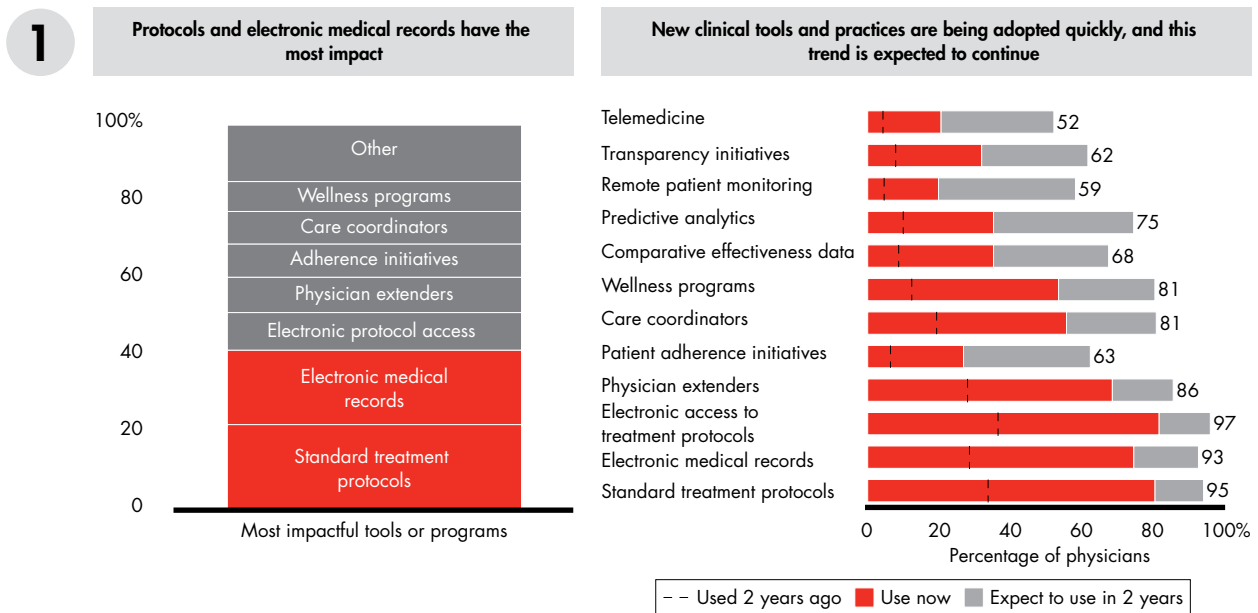 1
Protocols and electronic medical records have the
most impact
100%
80
60
40
20
0
Other
Wellness programs
Care coordinators
Adherence initiatives
Physician extenders
Electronic protocol access
Electronic medical
records
Standard treatment
protocols
Most impactful tools or programs
New clinical tools and practices are being adopted quickly, and this
trend is expected to continue
Telemedicine 52
Transparency initiatives 62
Remote patient monitoring 59
Predictive analytics 75
Comparative effectiveness data 68
Wellness programs 81
Care coordinators 81
Patient adherence initiatives 63
Physician extenders 86
Electronic access to
treatment protocols 97
Electronic medical records 93
Standard treatment protocols 95
0 20 40 60 80 100%
Percentage of physicians
Used 2 years ago Use now Expect to use in 2 years